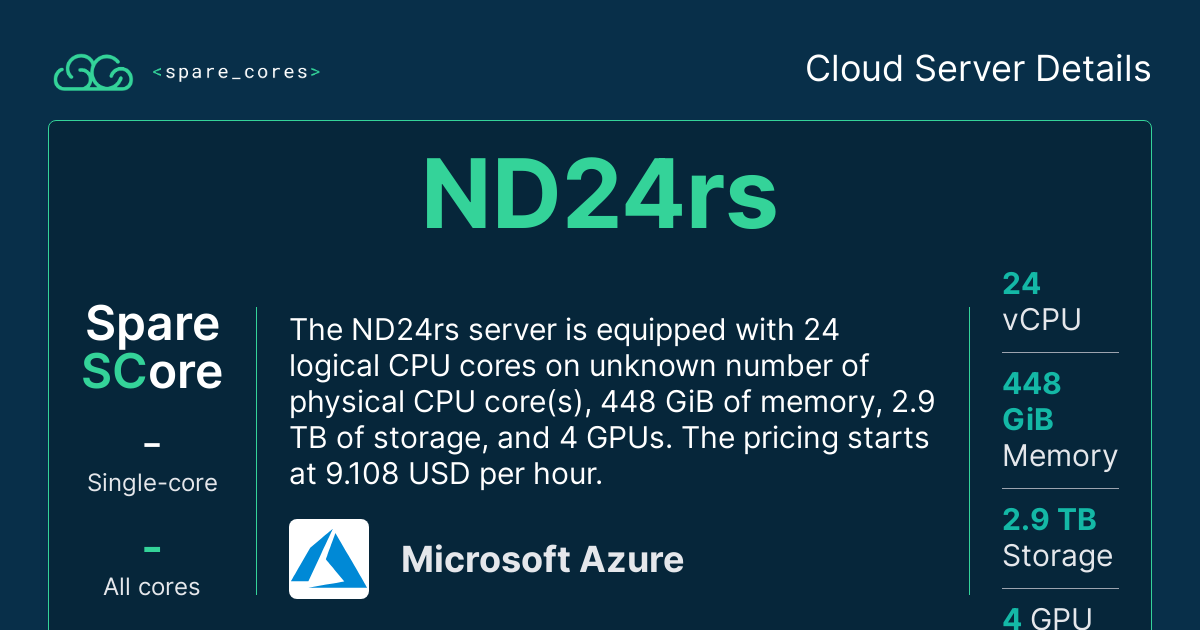 <spare_cores>
Cloud Server Details
ND24rs
Spare
SCore
-
Single-core
-
All cores
The ND24rs server is equipped with 24
logical CPU cores on unknown number of
physical CPU core(s), 448 GiB of memory, 2.9
TB of storage, and 4 GPUs. The pricing starts
at 9.108 USD per hour.
Microsoft Azure
24
vCPU
448
GiB
Memory
2.9 TB
Storage
4 GPU